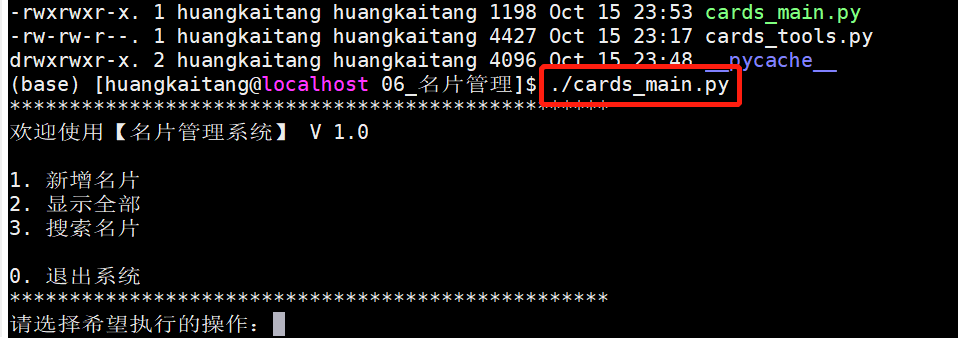 -rwxrwxr-x. 1 huangkaitang huangkaitang 1198 Oct 15 23:53 cards_main.py
-rw-rw-r--. 1 huangkaitang huangkaitang 4427 Oct 15 23:17 cards_tools.py
drwxrwxr-x. 2 huangkaitang huangkaitang 4096 Oct 15 23:48 __pycache__
(base) [huangkaitang@localhost 06_名片管理]$ ./cards_main.py
**************************************************
欢迎使用【名片管理系统】 V 1.0
1. 新增名片
2. 显示全部
3. 搜索名片
0. 退出系统
**************************************************
请选择希望执行的操作：